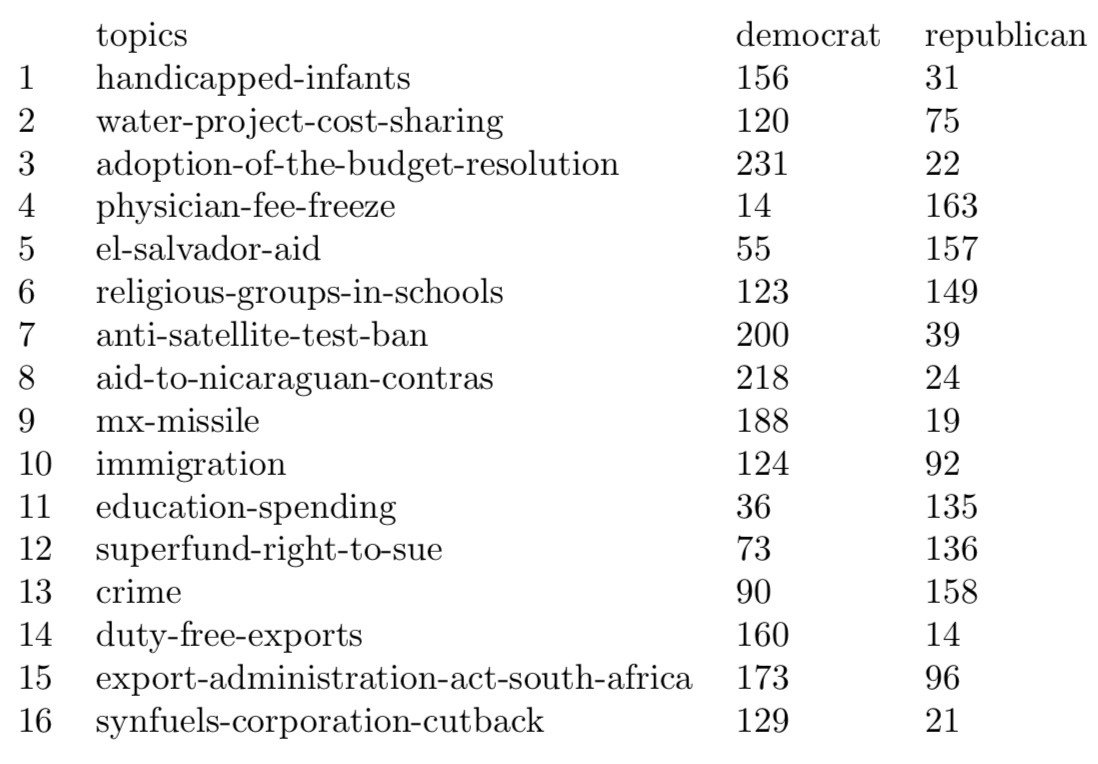 topics democrat republican
1 handicapped-infants 156 31
2 water-project-cost-sharing 120 75
3 adoption-of-the-budget-resolution 231 22
4 physician-fee-freeze 14 163
5 el-salvador-aid 55 157
6 religious-groups-in-schools 123 149
7 anti-satellite-test-ban 200 39
8 aid-to-nicaraguan-contras 218 24
9 mx-missile 188 19
10 immigration 124 92
11 education-spending 36 135
12 superfund-right-to-sue 73 136
13 crime 90 158
14 duty-free-exports 160 14
15 export-administration-act-south-africa 173 96
16 synfuels-corporation-cutback 129 21